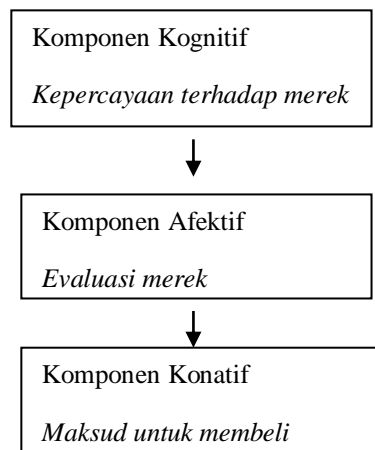 Komponen Kognitif
Kepercayaan terhadap merek
Komponen Afektif
Evaluasi merek
Komponen Konatif
Maksud untuk membeli